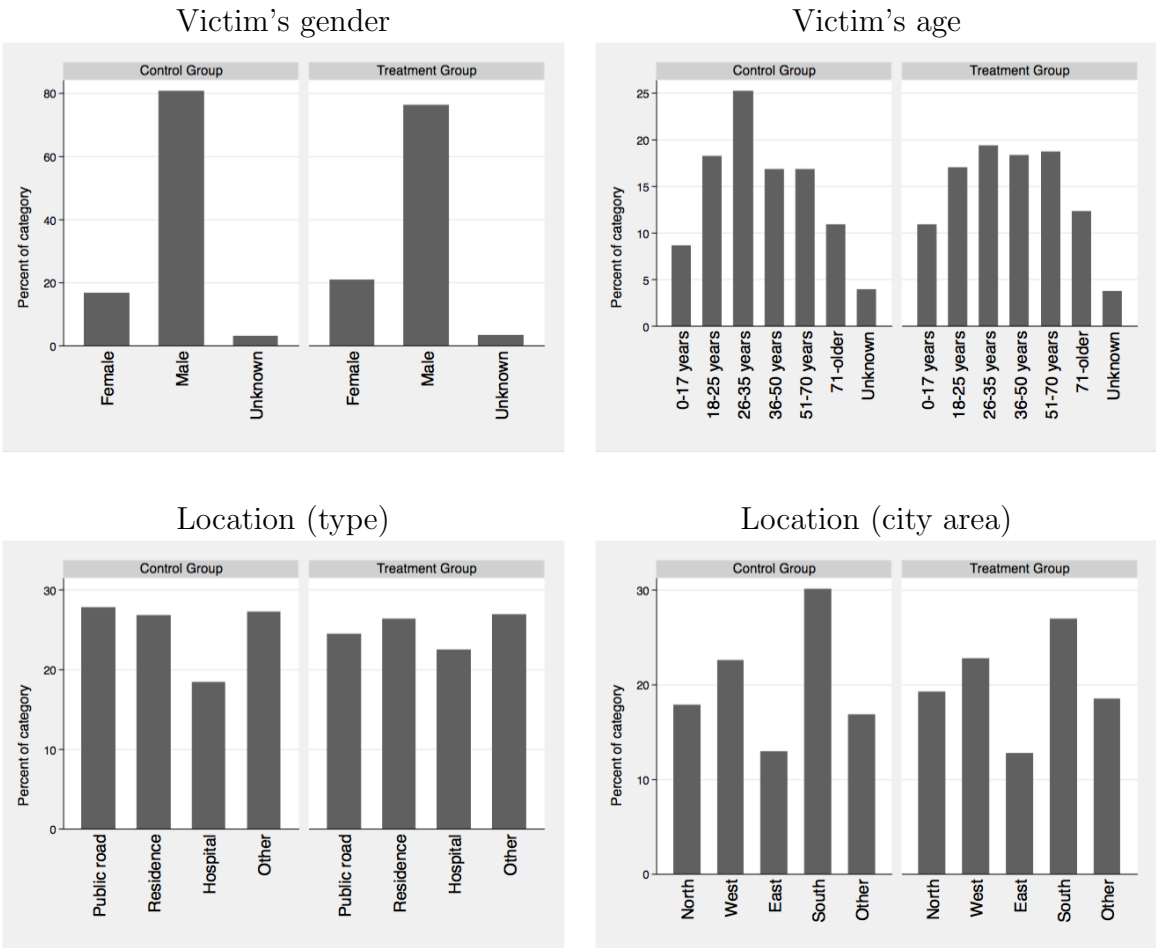 Victim's gender
Control Group
Treatment Group
Percent of category
80
60
40
20
0
Female
Male
Unknown
Female
Male
Unknown
Victim's age
Control Group
Treatment Group
Percent of category
25
20
15
10
5
0
0-17 years
18-25 years
26-35 years
36-50 years
51-70 years
71-older
Unknown
0-17 years
18-25 years
26-35 years
36-50 years
51-70 years
71-older
Unknown
Location (type)
Control Group
Treatment Group
Percent of category
30
20
10
0
Public road
Residence
Hospital
Other
Public road
Residence
Hospital
Other
Location (city area)
Control Group
Treatment Group
Percent of category
30
20
10
0
North
West
East
South
Other
North
West
East
South
Other